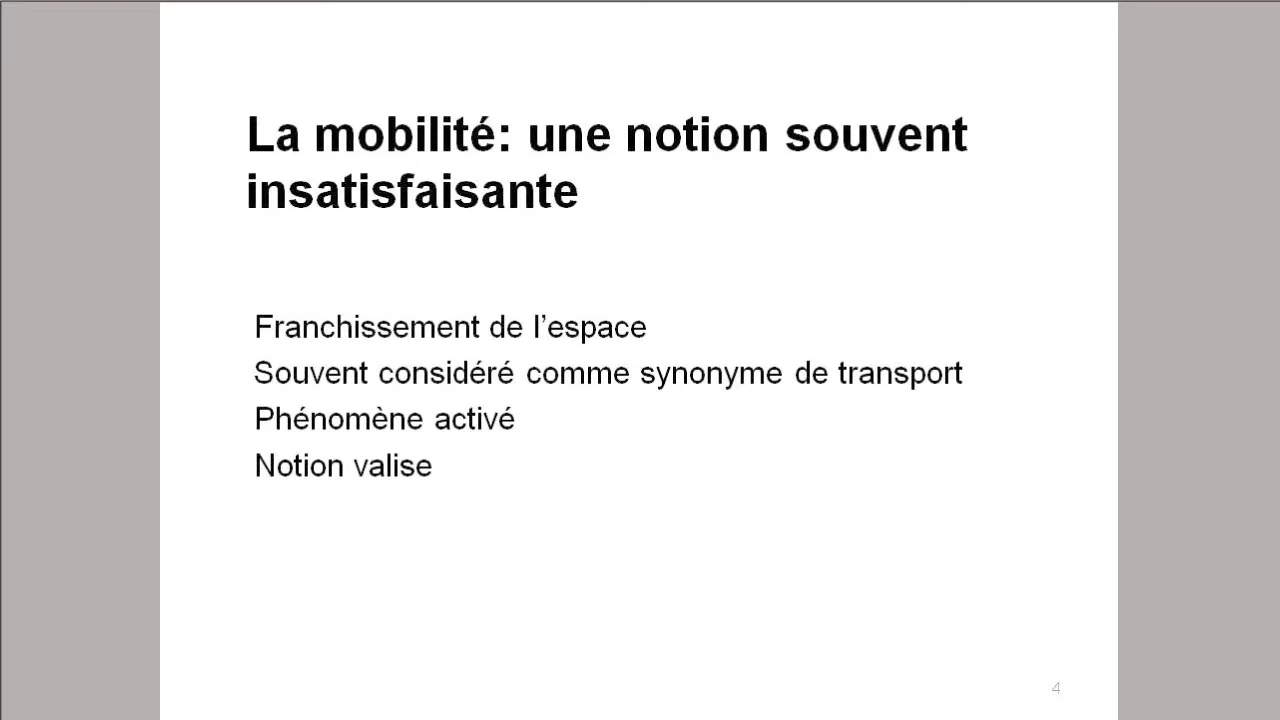 La mobilité: une notion souvent
insatisfaisante
Franchissement de l’espace
Souvent considéré comme synonyme de transport
Phénomène activé
Notion valise
4